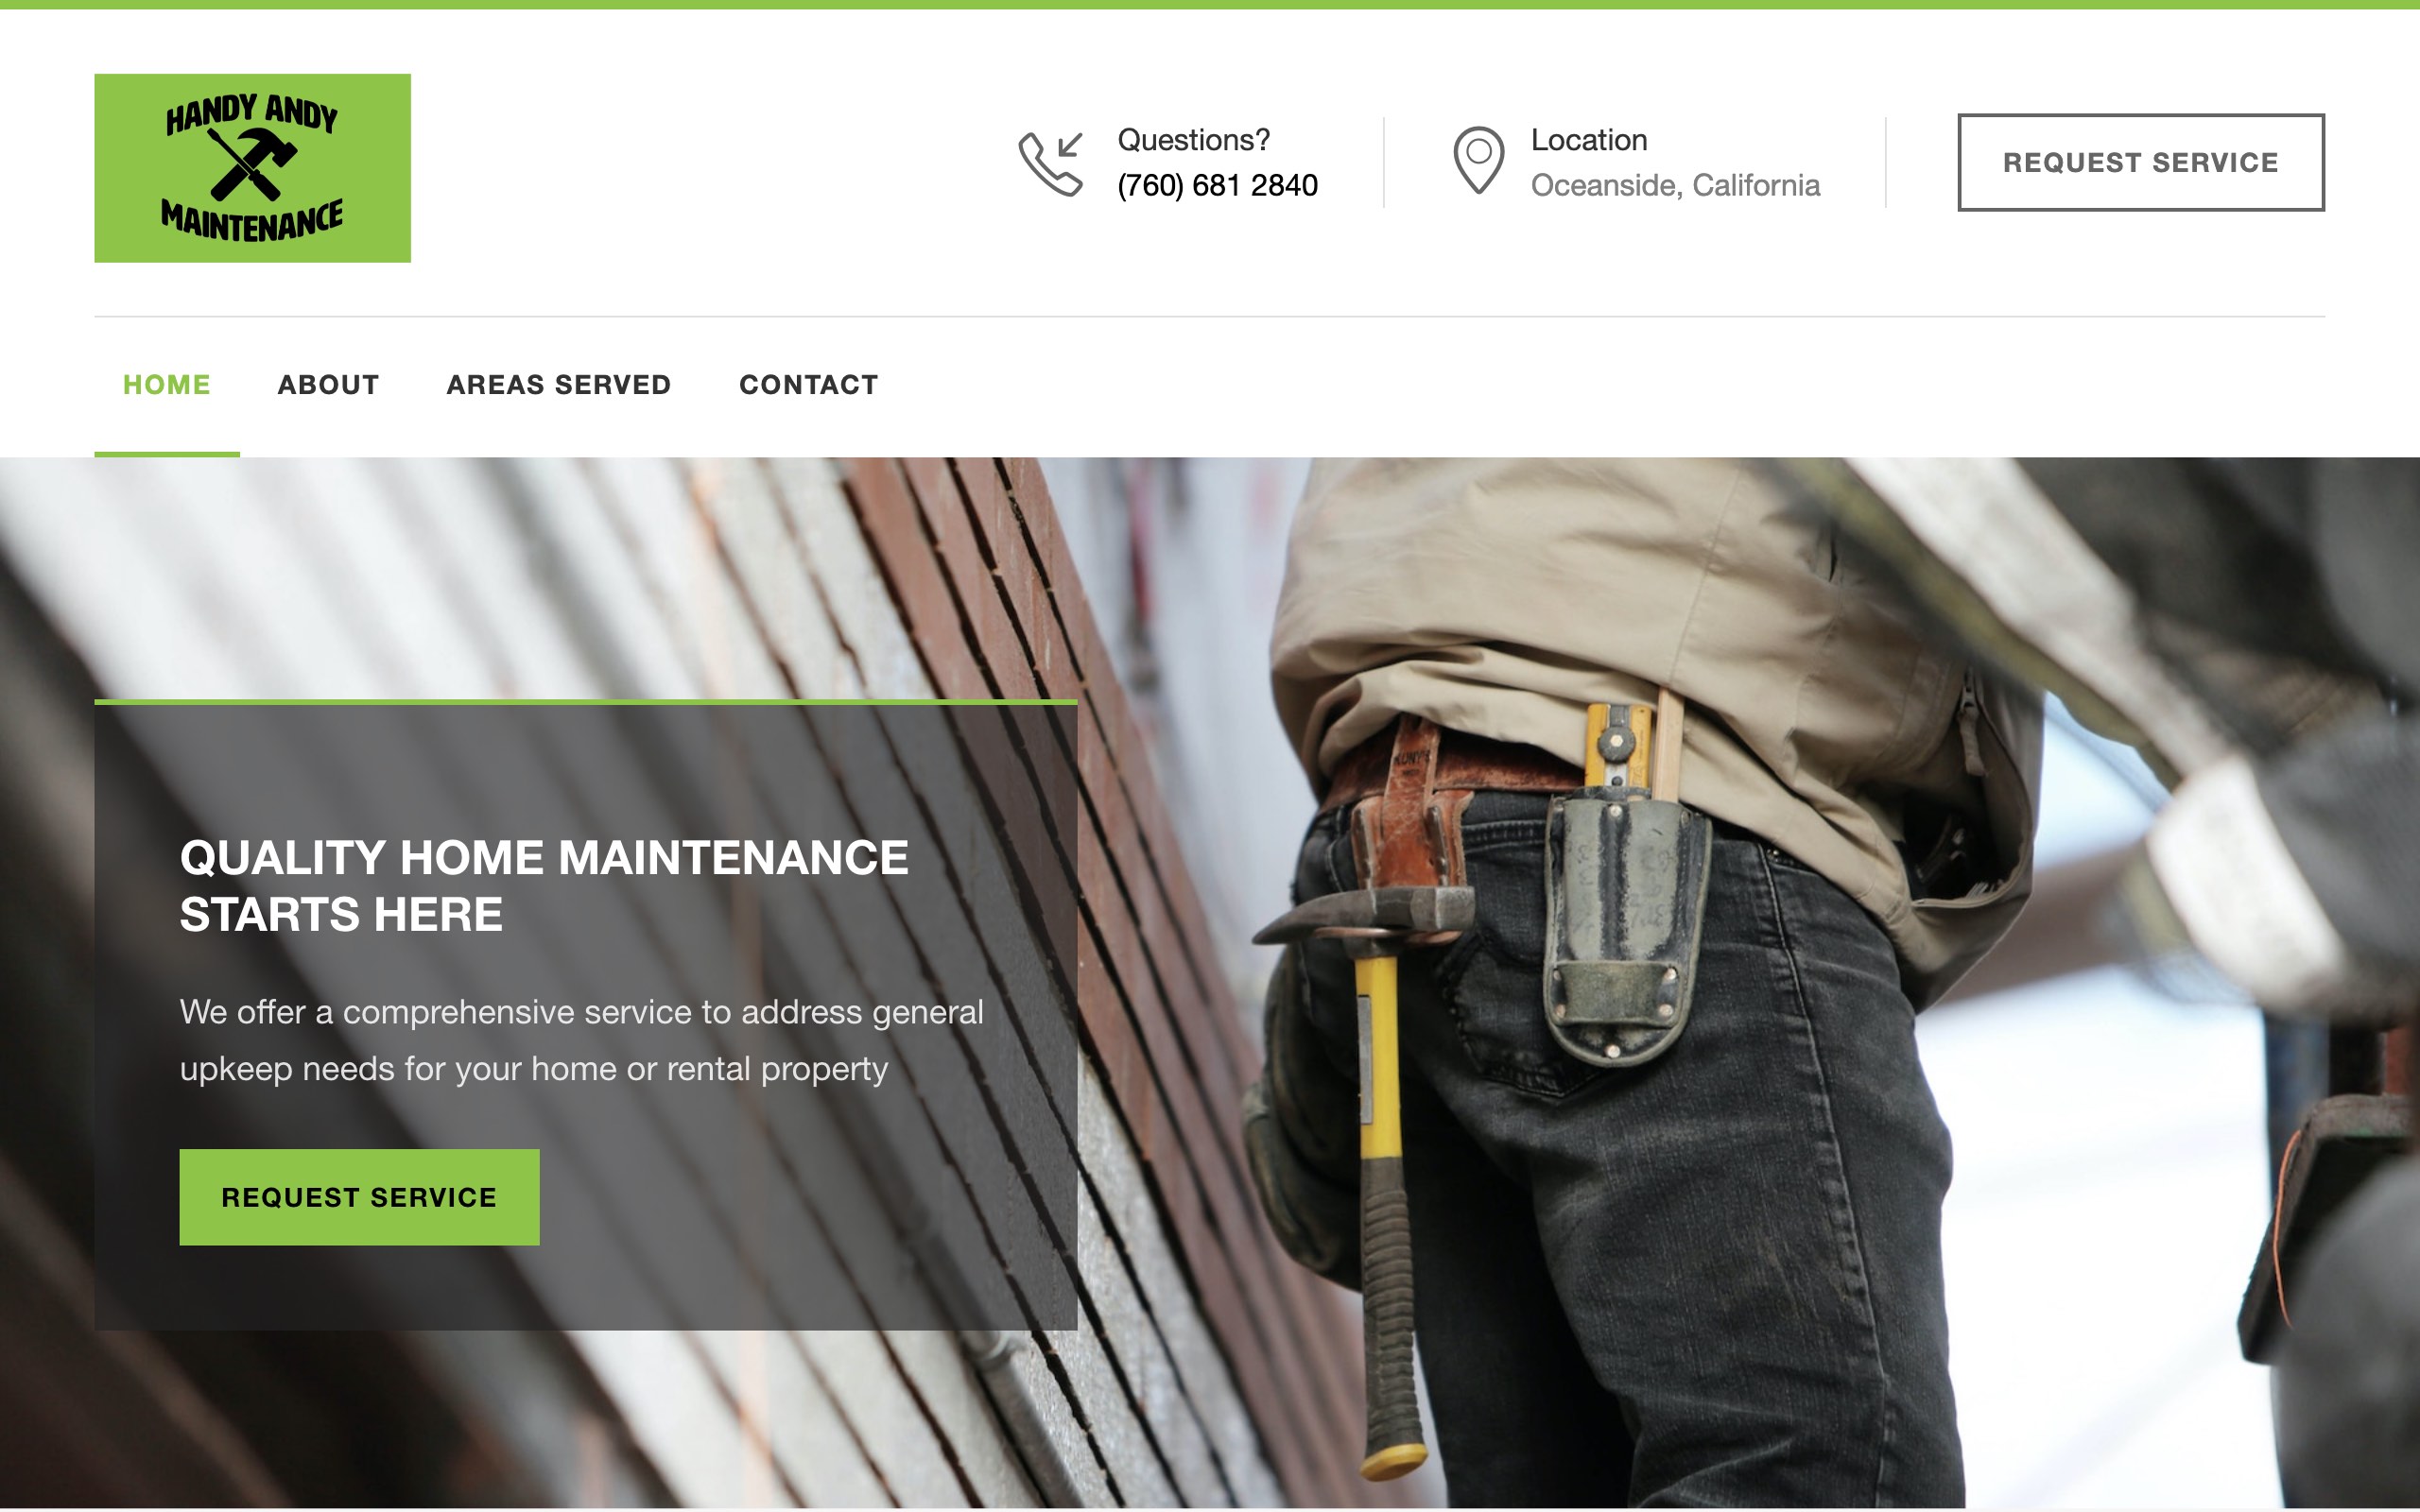 HANDY ANDY
MAINTENANCE
Questions?
(760) 681 2840
Location
Oceanside, California
REQUEST SERVICE
HOME
ABOUT
AREAS SERVED
CONTACT
QUALITY HOME MAINTENANCE
STARTS HERE
We offer a comprehensive service to address general
upkeep needs for your home or rental property
REQUEST SERVICE